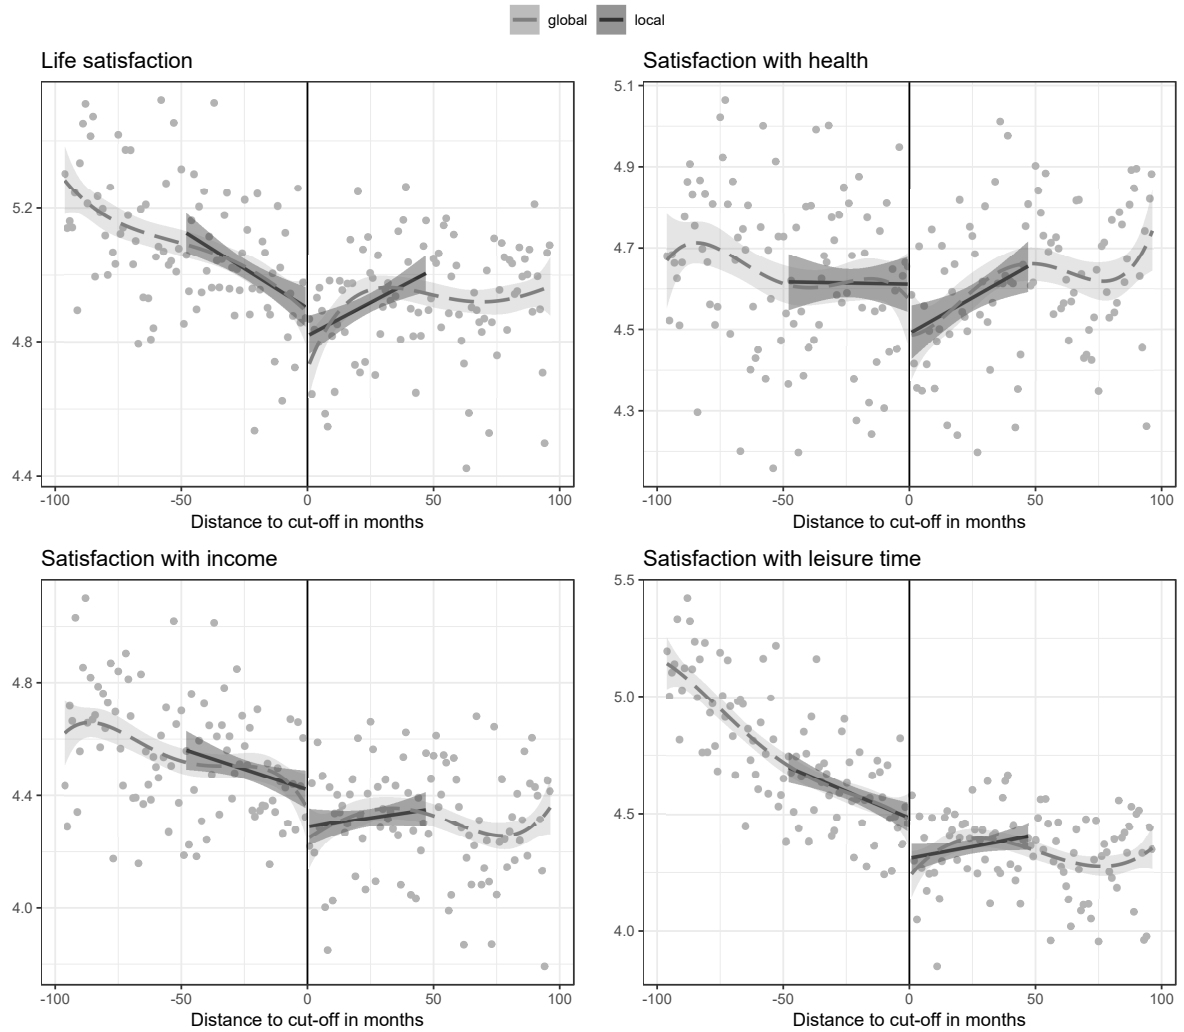 global local
Life satisfaction
5.2
4.8
4.4
-100 -50 0 50 100
Distance to cut-off in months
Satisfaction with health
5.1
4.9
4.7
4.5
4.3
-100 -50 0 50 100
Distance to cut-off in months
Satisfaction with income
4.8
4.4
4.0
-100 -50 0 50 100
Distance to cut-off in months
Satisfaction with leisure time
5.5
5.0
4.5
4.0
-100 -50 0 50 100
Distance to cut-off in months